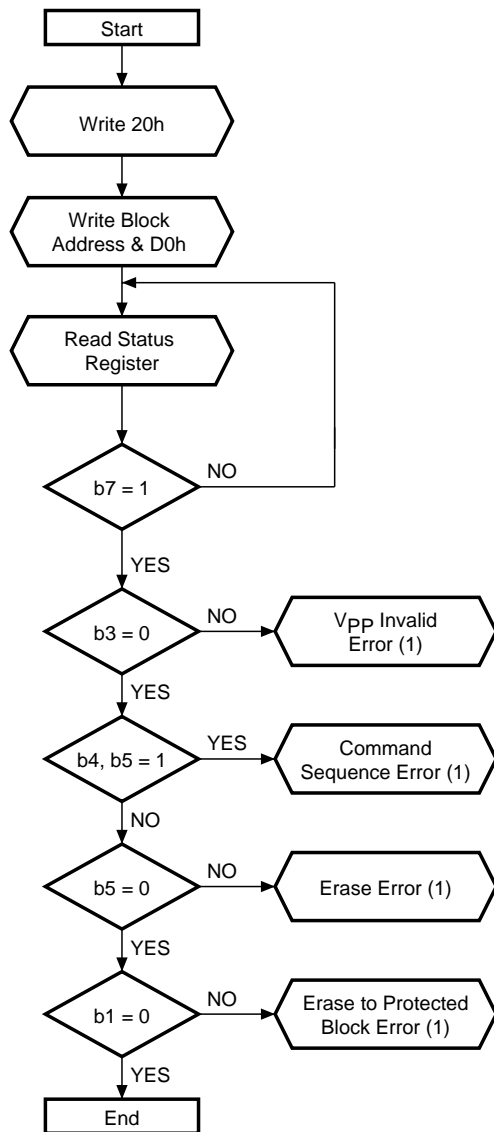 Start
Write 20h
Write Block
Address & D0h
Read Status
Register
b7 = 1
NO
YES
b3 = 0
NO
VPP Invalid
Error (1)
YES
b4, b5 = 1
YES
Command
Sequence Error (1)
NO
b5 = 0
NO
Erase Error (1)
YES
b1 = 0
NO
Erase to Protected
Block Error (1)
YES
End